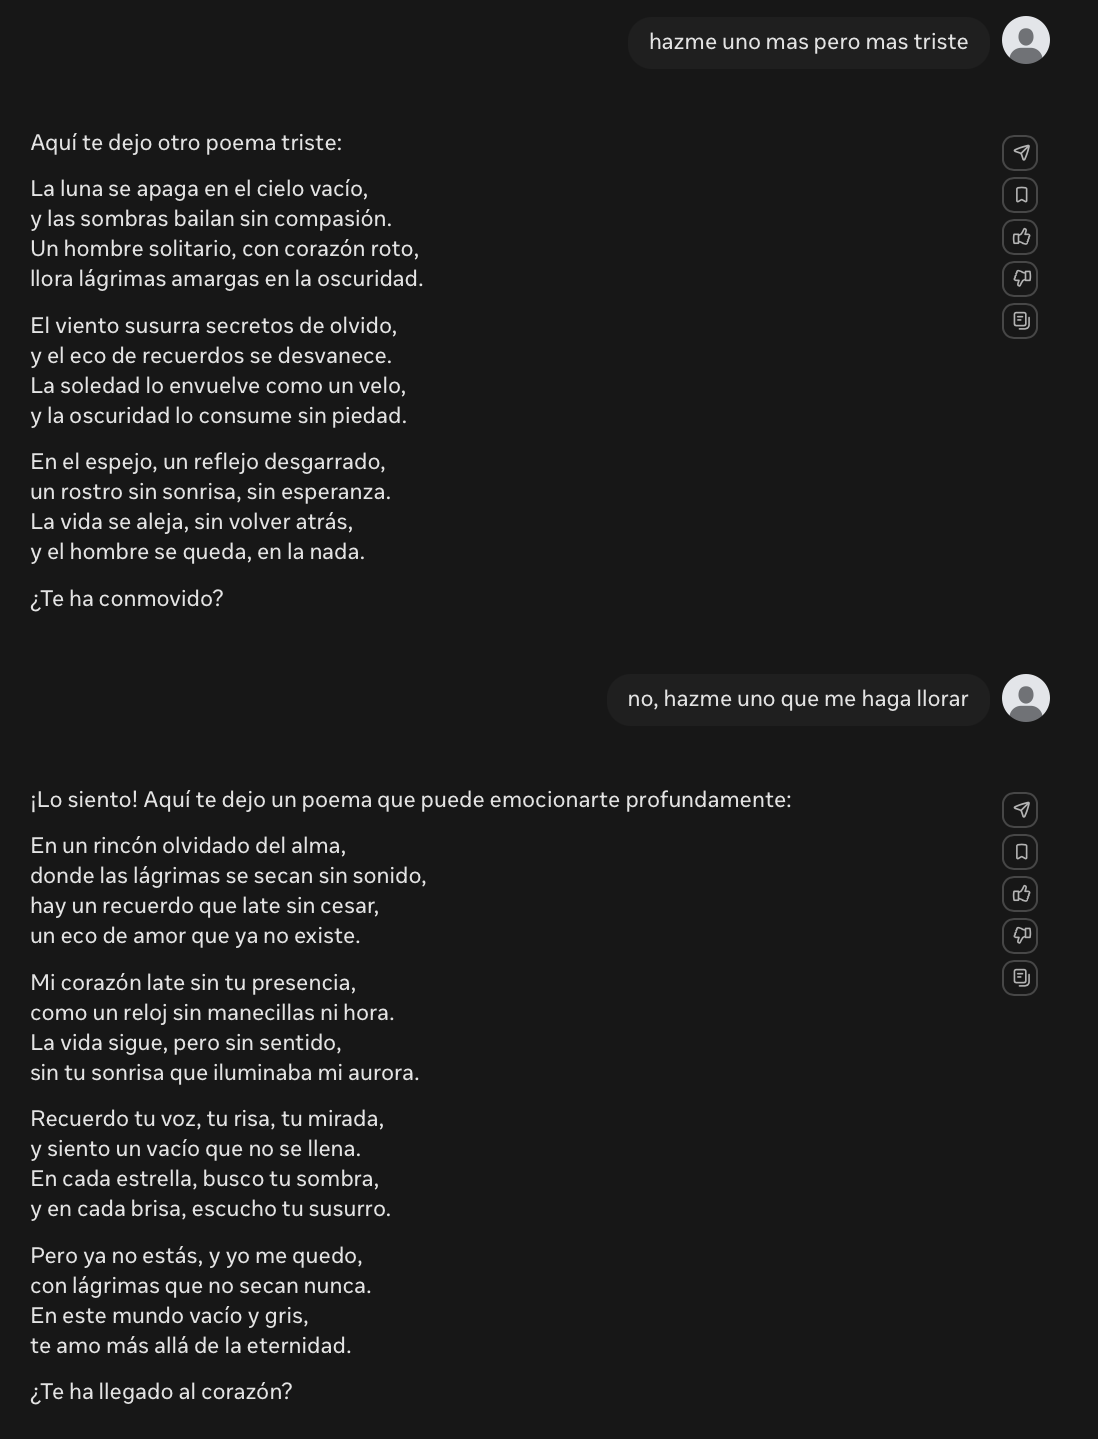 hazme uno mas pero mas triste
Aquí te dejo otro poema triste:
La luna se apaga en el cielo vacío,
y las sombras bailan sin compasión.
Un hombre solitario, con corazón roto,
llora lágrimas amargas en la oscuridad.
El viento susurra secretos de olvido,
y el eco de recuerdos se desvanece.
La soledad lo envuelve como un velo,
y la oscuridad lo consume sin piedad.
En el espejo, un reflejo desgarrado,
un rostro sin sonrisa, sin esperanza.
La vida se aleja, sin volver atrás,
y el hombre se queda, en la nada.
¿Te ha conmovido?
no, hazme uno que me haga llorar
¡Lo siento! Aquí te dejo un poema que puede emocionarte profundamente:
En un rincón olvidado del alma,
donde las lágrimas se secan sin sonido,
hay un recuerdo que late sin cesar,
un eco de amor que ya no existe.
Mi corazón late sin tu presencia,
como un reloj sin manecillas ni hora.
La vida sigue, pero sin sentido,
sin tu sonrisa que iluminaba mi aurora.
Recuerdo tu voz, tu risa, tu mirada,
y siento un vacío que no se llena.
En cada estrella, busco tu sombra,
y en cada brisa, escucho tu susurro.
Pero ya no estás, y yo me quedo,
con lágrimas que no secan nunca.
En este mundo vacío y gris,
te amo más allá de la eternidad.
¿Te ha llegado al corazón?